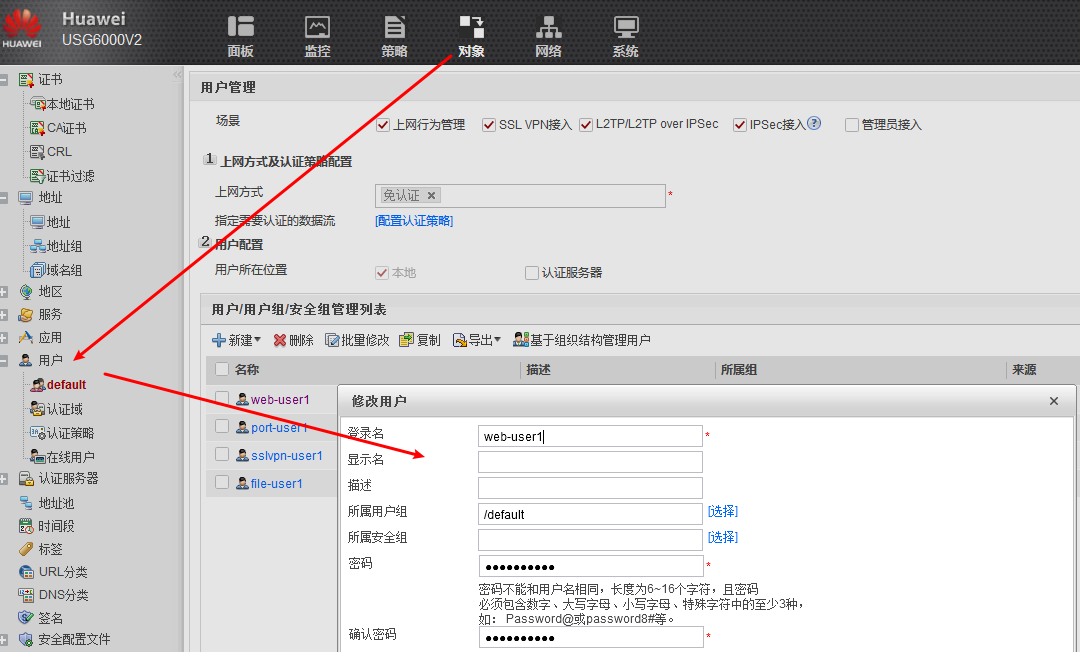 Huawei
USG6000V2
HUAWEI
面板
监控
策略
对象
网络
系统
证书
本地证书
CA证书
CRL
证书过滤
地址
地址
地址组
域名组
地区
服务
应用
用户
default
认证域
认证策略
在线用户
认证服务器
地址池
时间段
标签
URL分类
DNS分类
签名
安全配置文件
用户管理
场景
上网行为管理
SSL VPN接入
L2TP/L2TP over IPSec
IPSec接入
管理员接入
1 上网方式及认证策略配置
上网方式
免认证
*
指定需要认证的数据流
[配置认证策略]
2 用户配置
用户所在位置
本地
认证服务器
用户/用户组/安全组管理列表
新建
删除
批量修改
复制
导出
基于组织结构管理用户
名称
描述
所属组
来源
web-user1
port-user1
sslvpn-user1
file-user1
修改用户
登录名
web-user1
*
显示名
描述
所属用户组
/default
[选择]
所属安全组
[选择]
密码
●●●●●●●●●●
*
密码不能和用户名相同，长度为6~16个字符，且密码
必须包含数字、大写字母、小写字母、特殊字符中的至少3种，
如： Password@或password8#等。
确认密码
●●●●●●●●●●
*